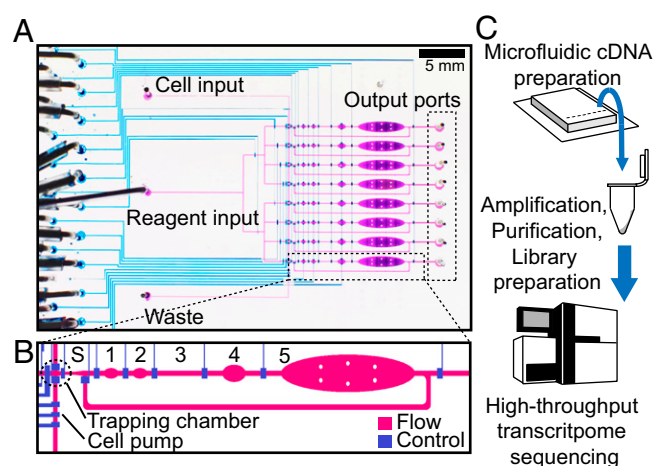 A
5 mm
Cell input
Output ports
Reagent input
Waste
B
S 1 2 3 4 5
Trapping chamber
Cell pump
Flow
Control
C
Microfluidic cDNA
preparation
Amplification,
Purification,
Library
preparation
High-throughput
transcritpome
sequencing